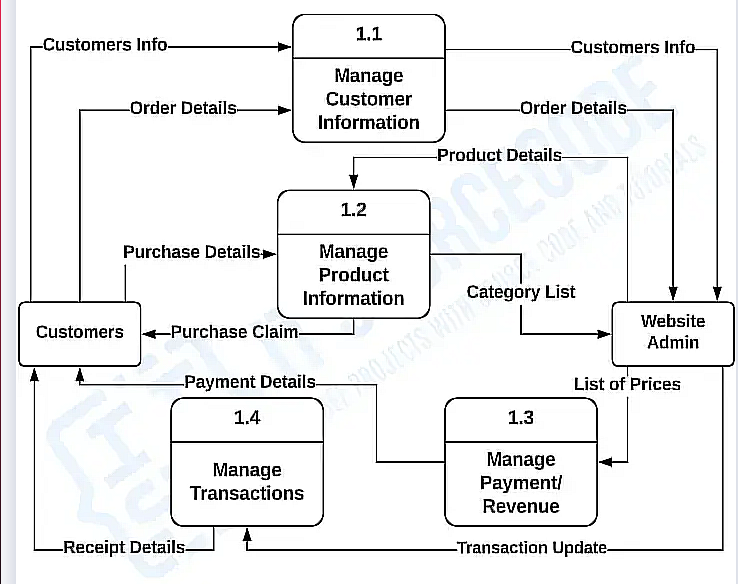 1.1
Customers Info
Customers Info
Manage
Customer
Information
Order Details
Order Details
Product Details
1.2
Purchase Details
Manage
Product
Information
Category List
Customers
Purchase Claim
Website
Admin
Payment Details
List of Prices
1.4
1.3
Manage
Transactions
Manage
Payment/
Revenue
Receipt Details
Transaction Update